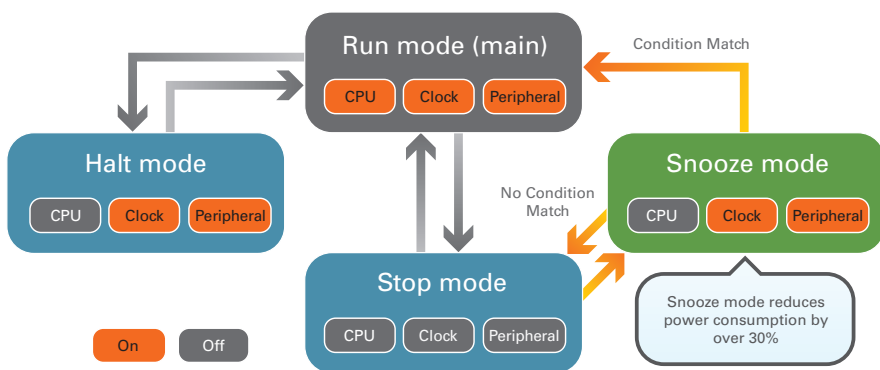 Run mode (main)
CPU
Clock
Peripheral
Condition Match
Halt mode
CPU
Clock
Peripheral
Snooze mode
CPU
Clock
Peripheral
No Condition
Match
Stop mode
CPU
Clock
Peripheral
Snooze mode reduces
power consumption by
over 30%
On
Off